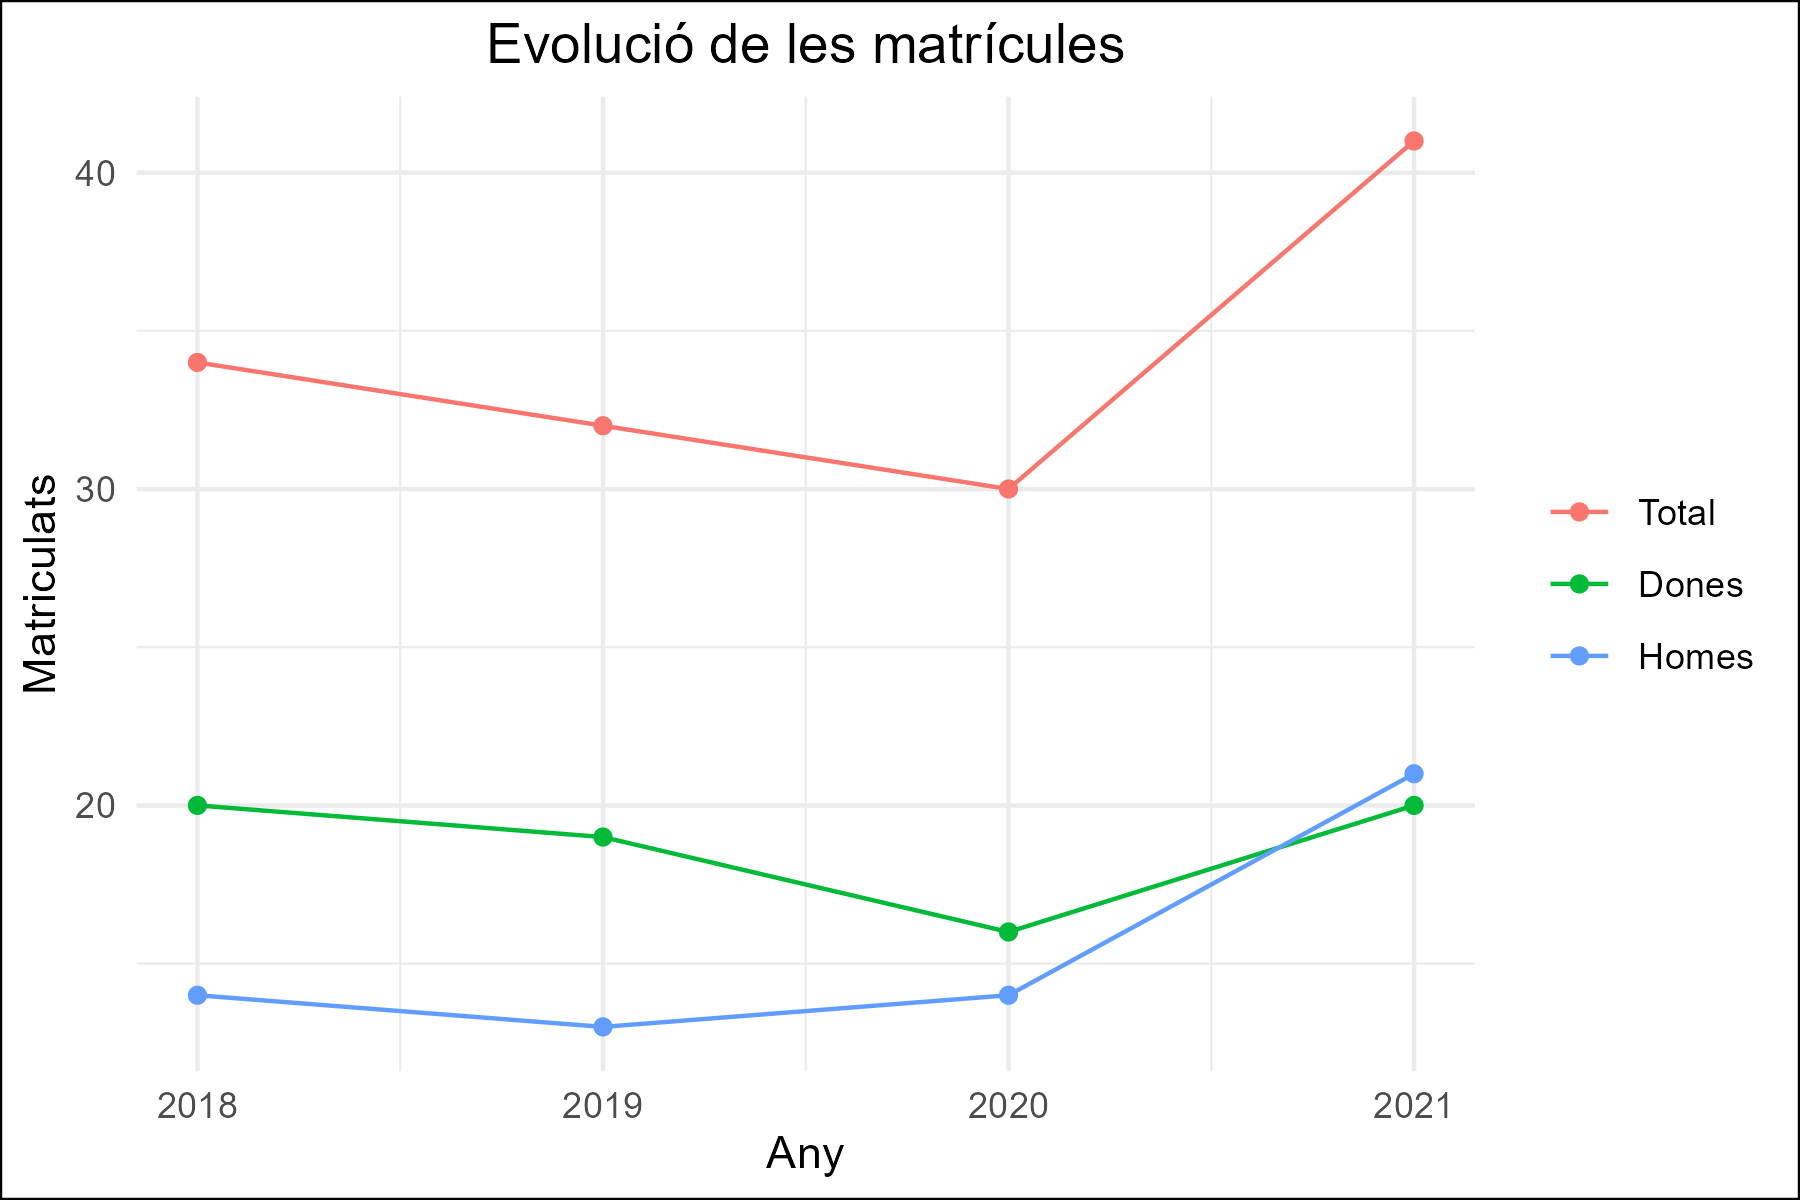 Evolució de les matrícules
Matriculats
40
30
20
2018
2019
2020
2021
Any
Total
Dones
Homes